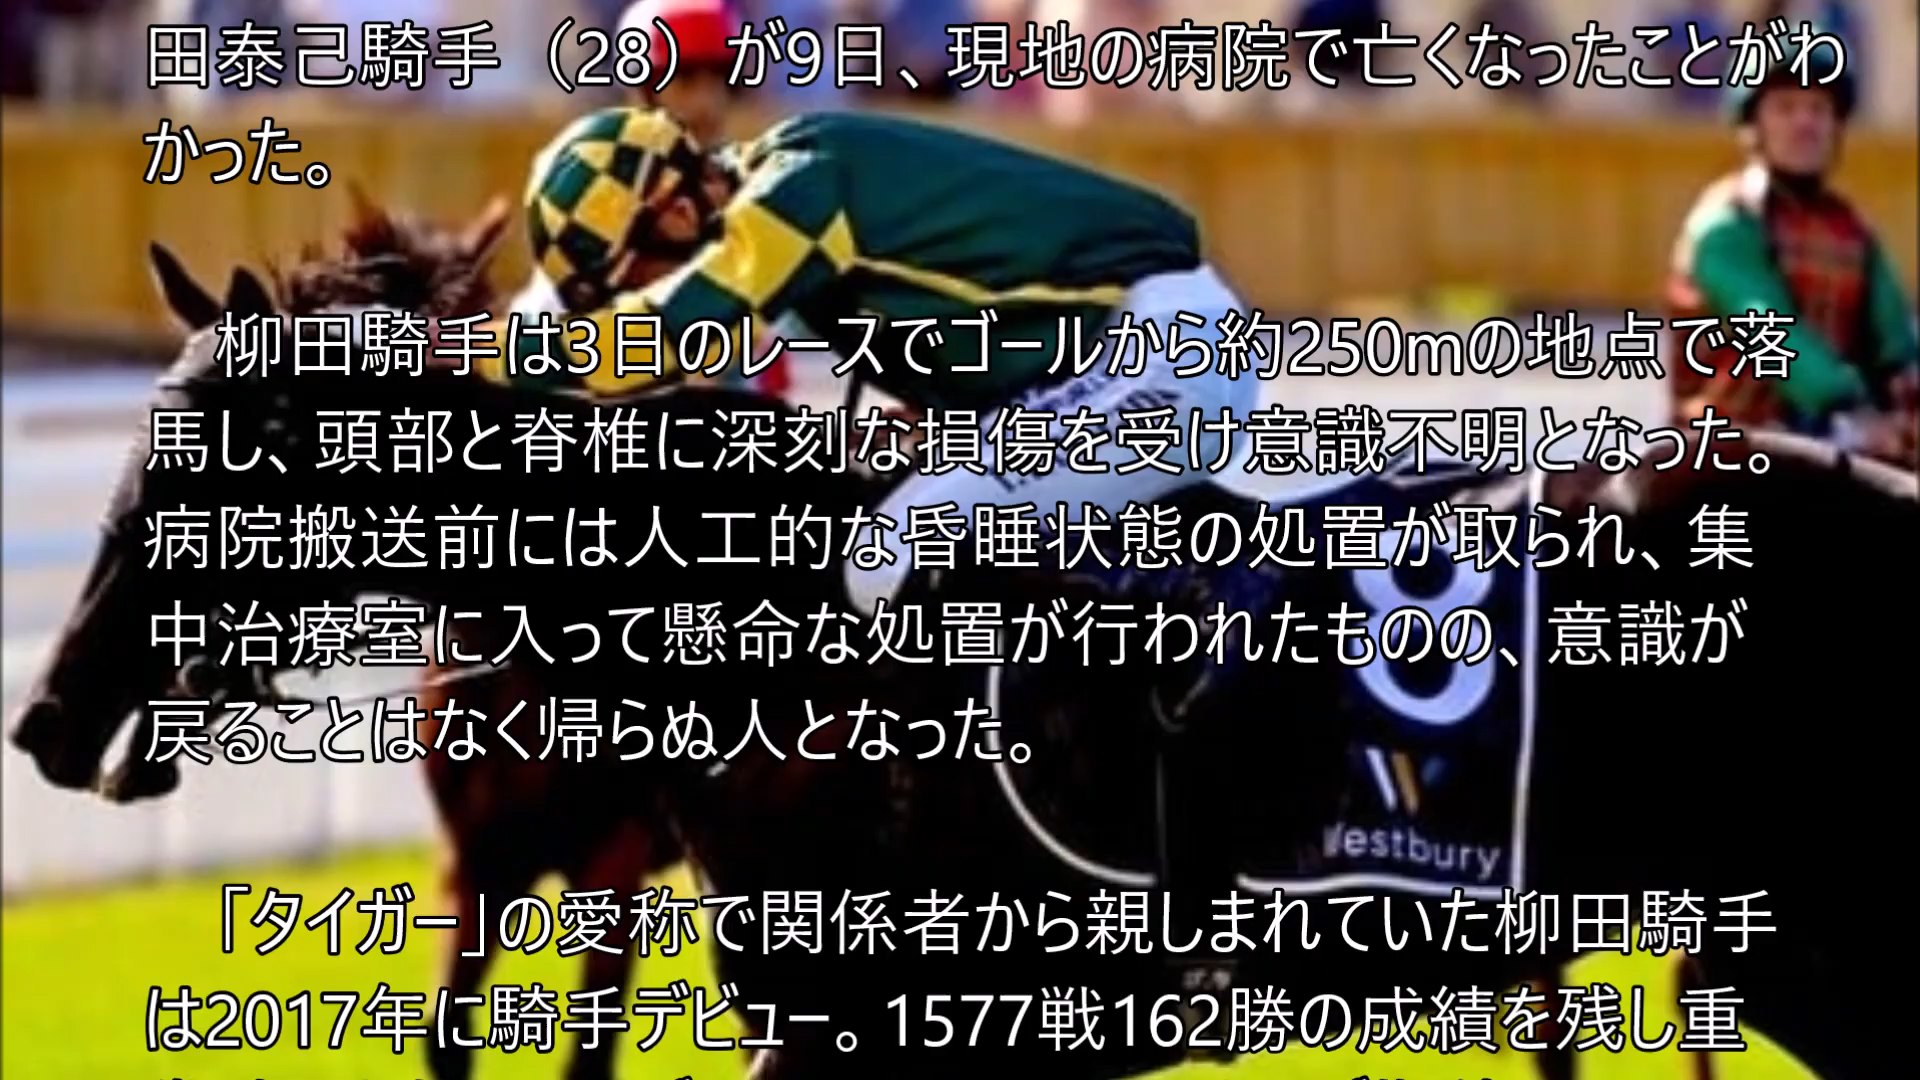 田泰己騎手（28）が9日、現地の病院で亡くなったことがわ
かった。
柳田騎手は3日のレースでゴールから約250mの地点で落
馬し、頭部と脊椎に深刻な損傷を受け意識不明となった。
病院搬送前には人工的な昏睡状態の処置が取られ、集
中治療室に入って懸命な処置が行われたものの、意識が
戻ることはなく帰らぬ人となった。
「タイガー」の愛称で関係者から親しまれていた柳田騎手
は2017年に騎手デビュー。1577戦162勝の成績を残し重
8
Westbury